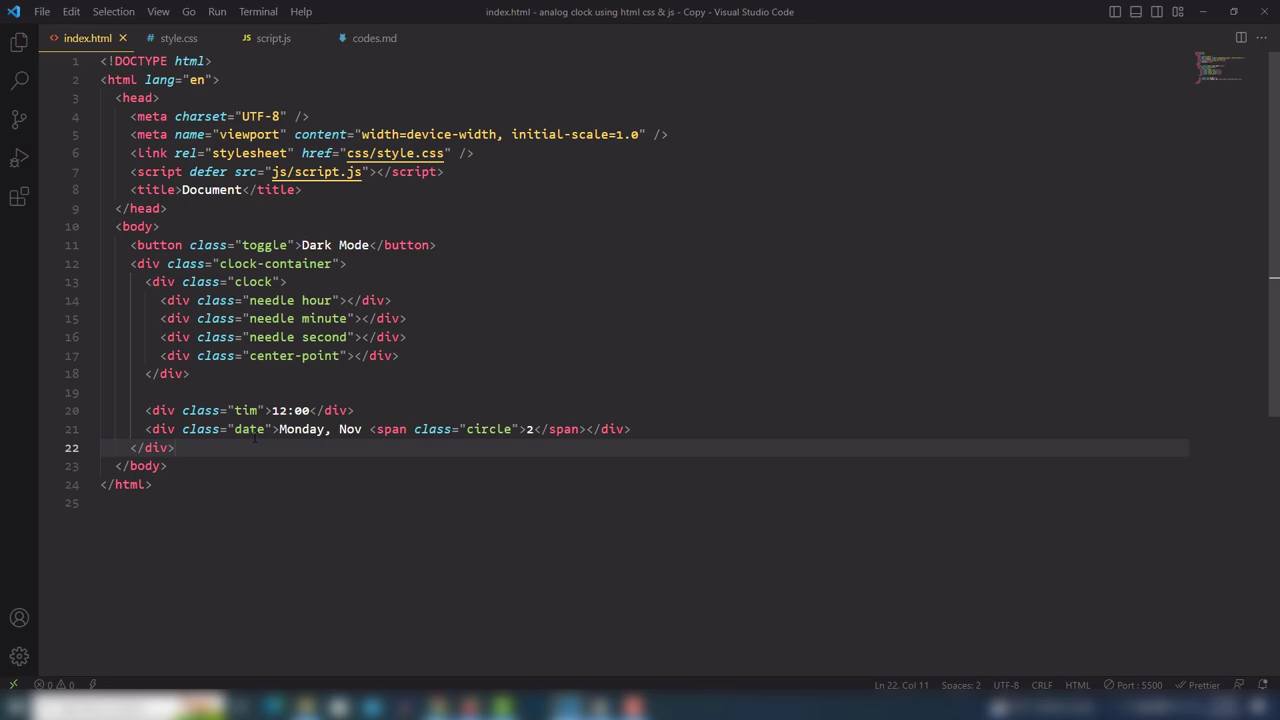 File Edit Selection View Go Run Terminal Help
index.html - analog clock using html css & js - Copy - Visual Studio Code
index.html
style.css
script.js
codes.md
1 <!DOCTYPE html>
2 <html lang="en">
3 <head>
4 <meta charset="UTF-8" />
5 <meta name="viewport" content="width=device-width, initial-scale=1.0" />
6 <link rel="stylesheet" href="css/style.css" />
7 <script defer src="js/script.js"></script>
8 <title>Document</title>
9 </head>
10 <body>
11 <button class="toggle">Dark Mode</button>
12 <div class="clock-container">
13 <div class="clock">
14 <div class="needle hour"></div>
15 <div class="needle minute"></div>
16 <div class="needle second"></div>
17 <div class="center-point"></div>
18 </div>
19
20 <div class="tim">12:00</div>
21 <div class="date">Monday, Nov <span class="circle">2</span></div>
22 </div>
23 </body>
24 </html>
25
0 0
Ln 22, Col 11 Spaces: 2 UTF-8 CRLF HTML Port : 5500 Prettier